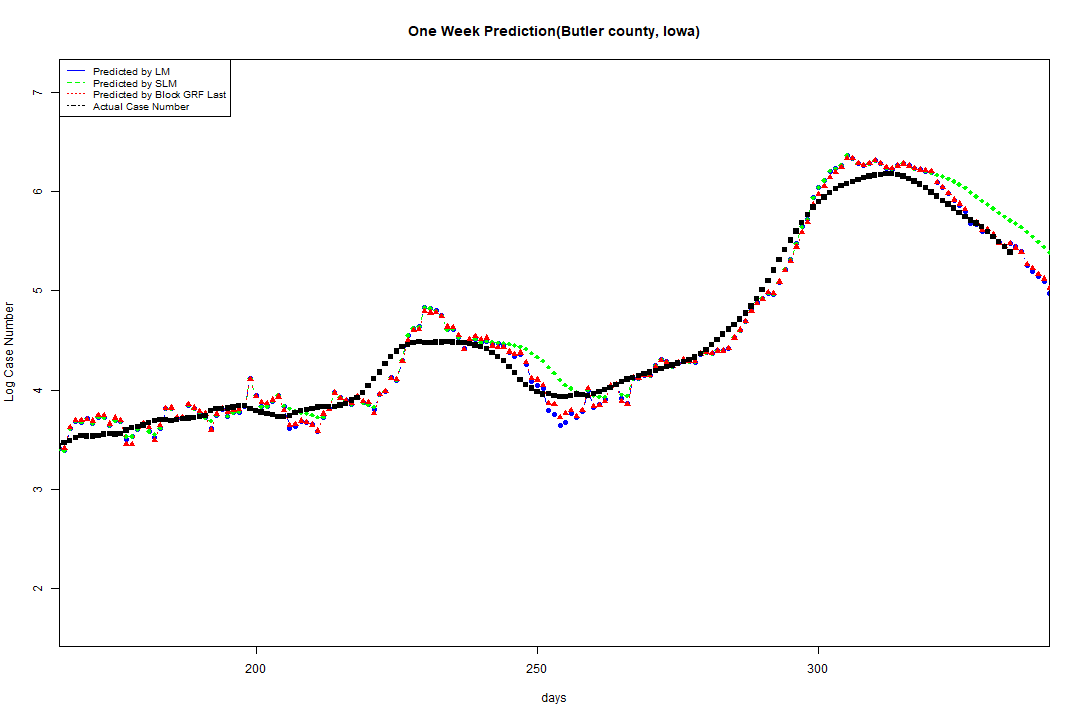 One Week Prediction(Butler county, Iowa)
Predicted by LM
Predicted by SLM
Predicted by Block GRF Last
Actual Case Number
7
6
5
4
3
2
Log Case Number
200 250 300
days